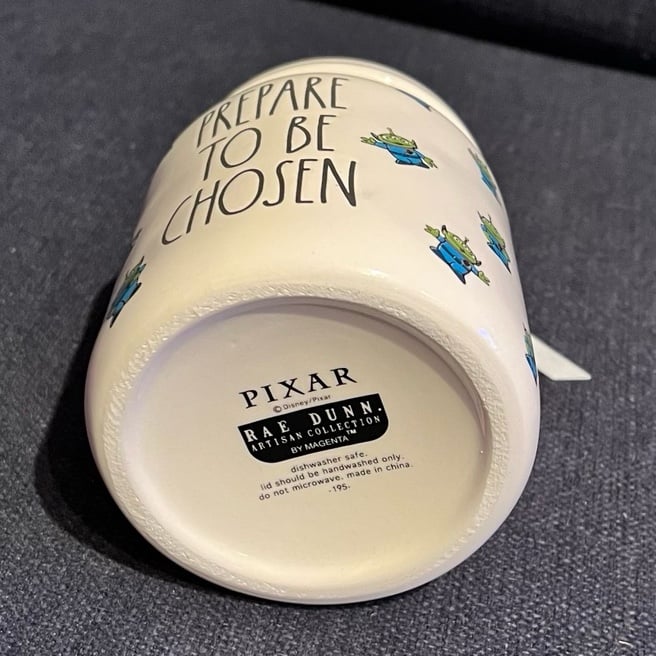 PREPARE
TO BE
CHOSEN
PIXAR
© Disney/Pixar
RAE DUNN.
ARTISAN COLLECTION
BY MAGENTA™
dishwasher safe.
lid should be handwashed only.
do not microwave. made in china.
-195-